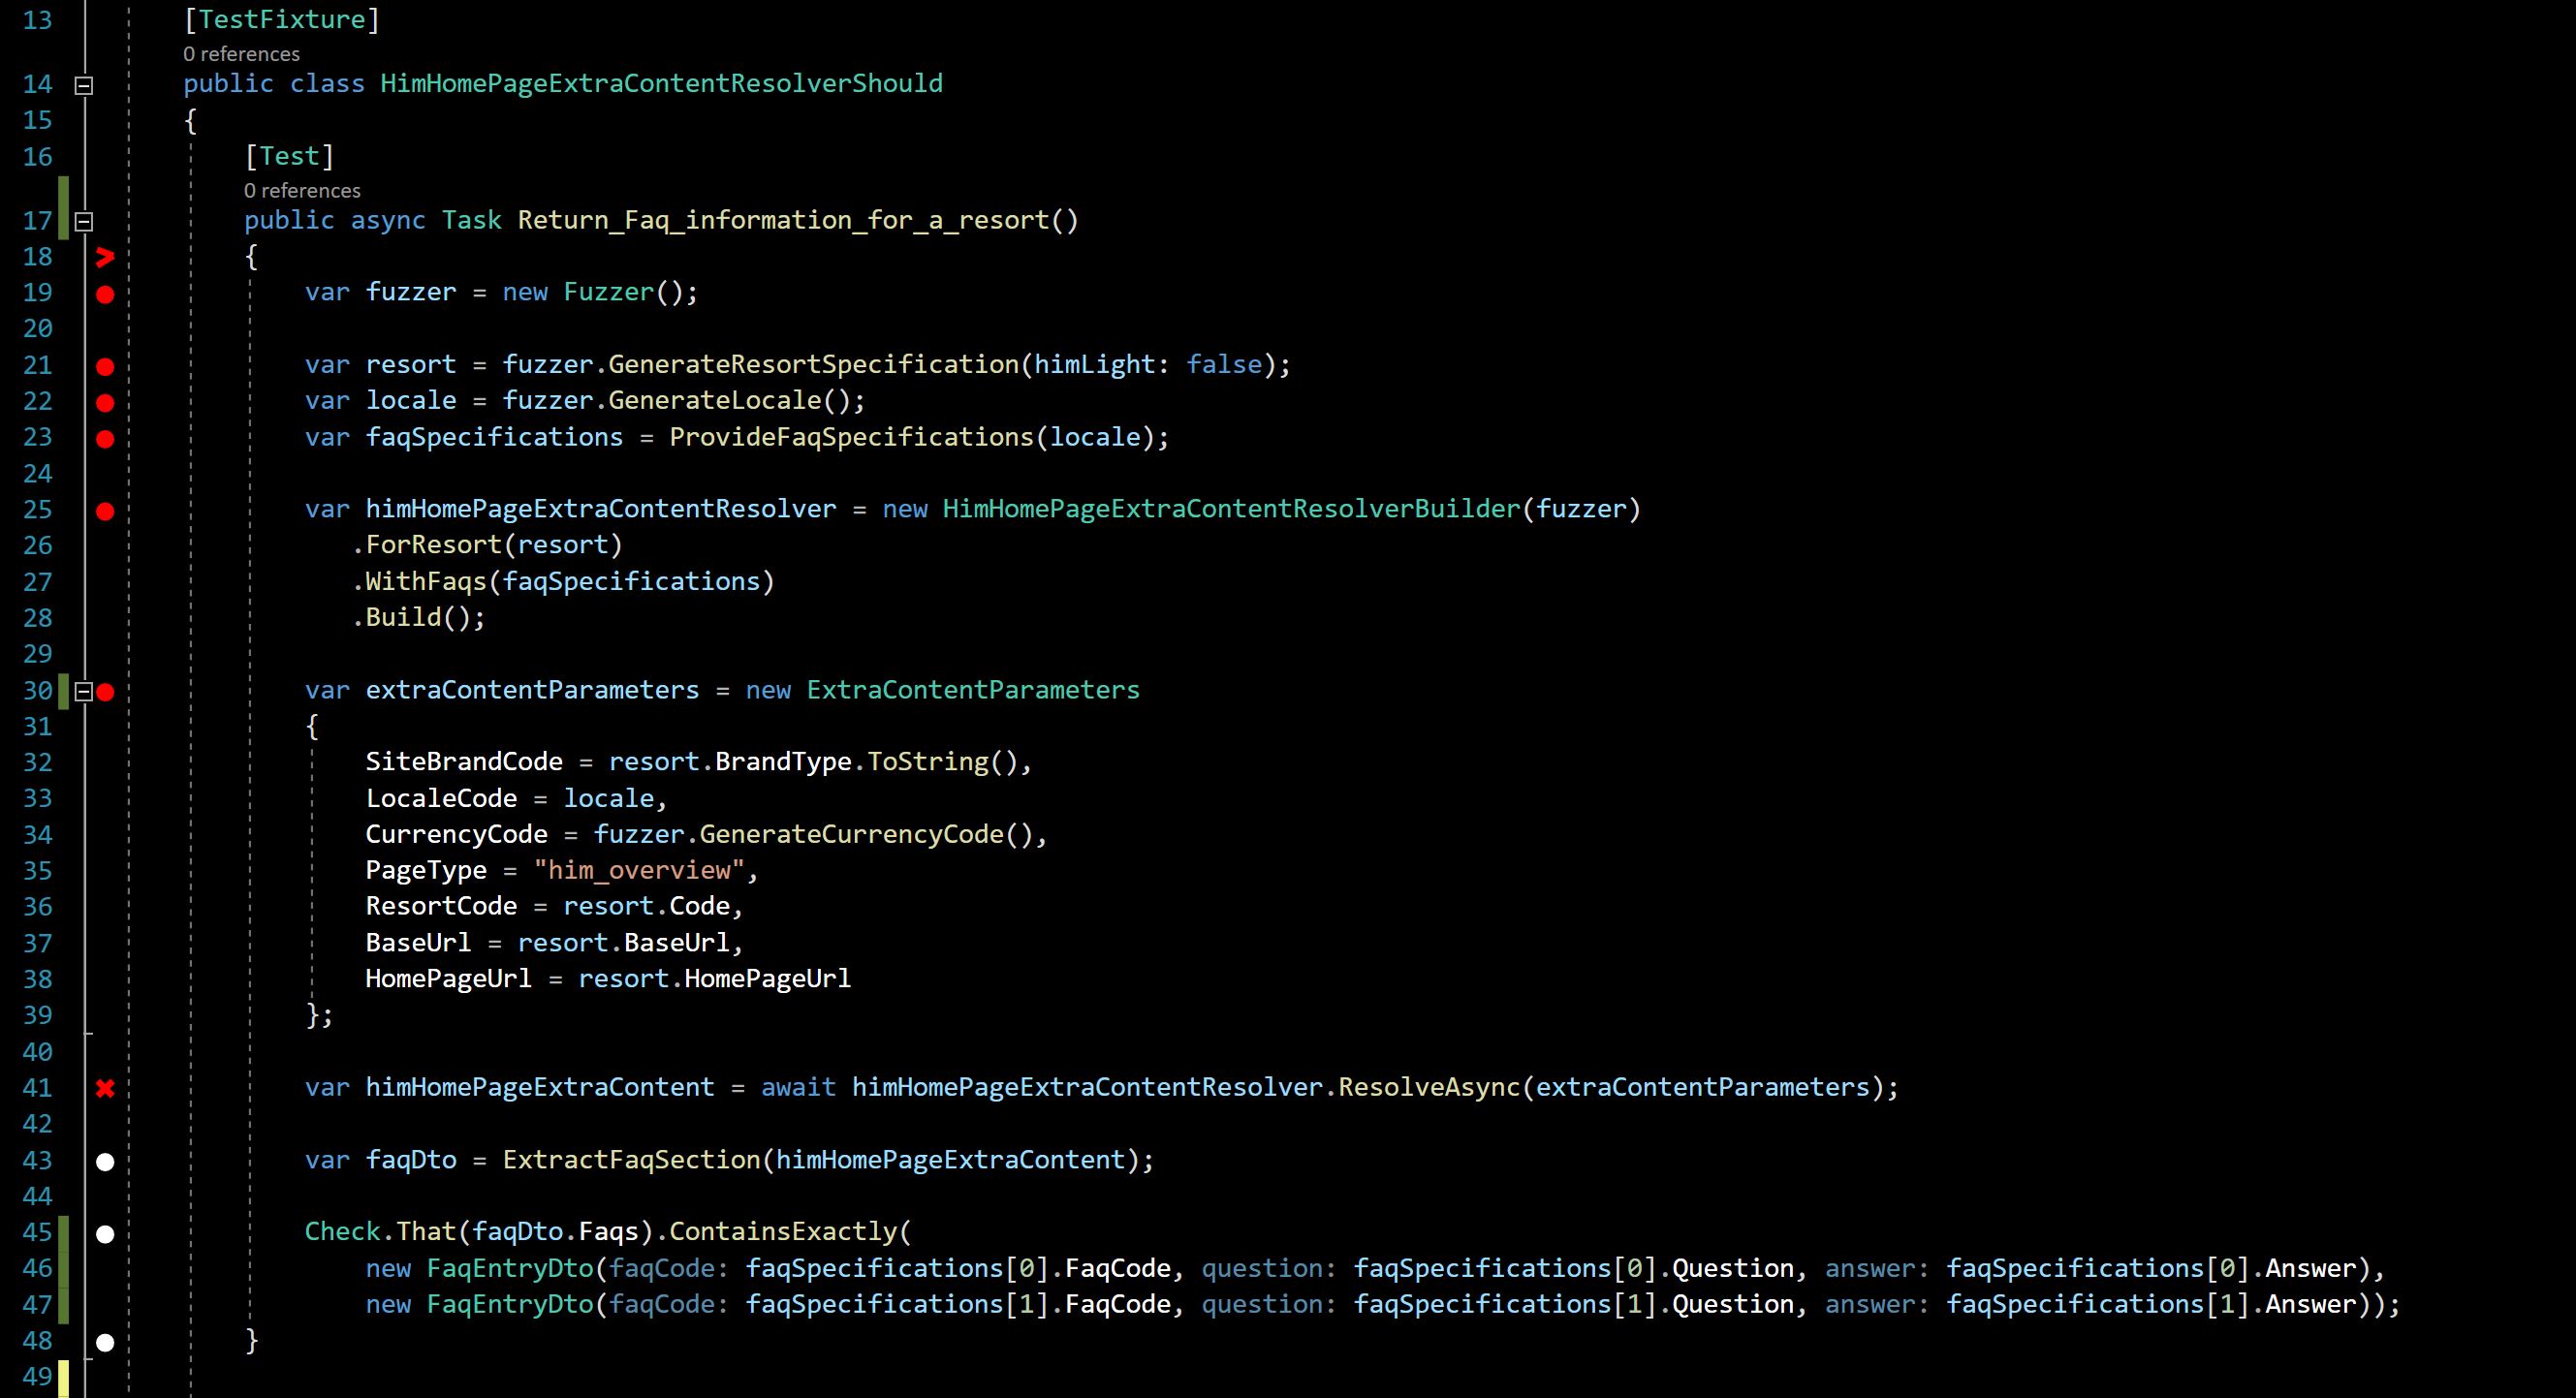 13 [TestFixture]
0 references
14 public class HimHomePageExtraContentResolverShould
15 {
16 [Test]
0 references
17 public async Task Return_Faq_information_for_a_resort()
18 {
19 var fuzzer = new Fuzzer();
20
21 var resort = fuzzer.GenerateResortSpecification(himLight: false);
22 var locale = fuzzer.GenerateLocale();
23 var faqSpecifications = ProvideFaqSpecifications(locale);
24
25 var himHomePageExtraContentResolver = new HimHomePageExtraContentResolverBuilder(fuzzer)
26 .ForResort(resort)
27 .WithFaqs(faqSpecifications)
28 .Build();
29
30 var extraContentParameters = new ExtraContentParameters
31 {
32 SiteBrandCode = resort.BrandType.ToString(),
33 LocaleCode = locale,
34 CurrencyCode = fuzzer.GenerateCurrencyCode(),
35 PageType = "him_overview",
36 ResortCode = resort.Code,
37 BaseUrl = resort.BaseUrl,
38 HomePageUrl = resort.HomePageUrl
39 };
40
41 var himHomePageExtraContent = await himHomePageExtraContentResolver.ResolveAsync(extraContentParameters);
42
43 var faqDto = ExtractFaqSection(himHomePageExtraContent);
44
45 Check.That(faqDto.Faqs).ContainsExactly(
46 new FaqEntryDto(faqCode: faqSpecifications[0].FaqCode, question: faqSpecifications[0].Question, answer: faqSpecifications[0].Answer),
47 new FaqEntryDto(faqCode: faqSpecifications[1].FaqCode, question: faqSpecifications[1].Question, answer: faqSpecifications[1].Answer));
48 }
49